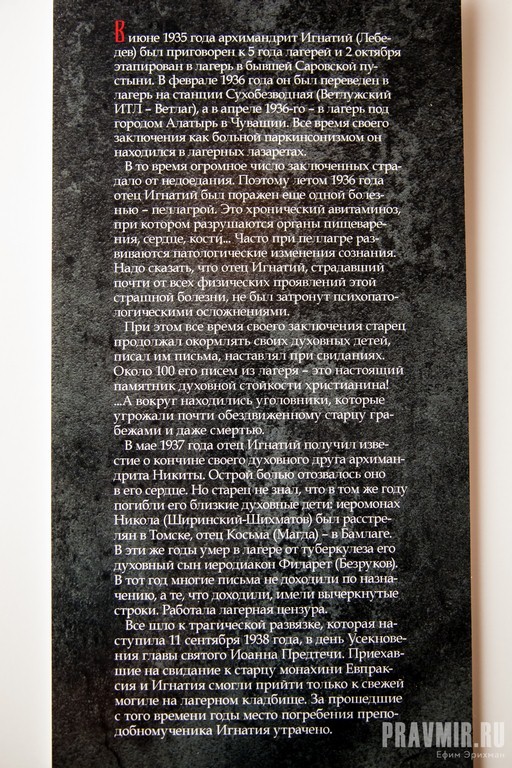 В июне 1935 года архимандрит Игнатий (Лебе-
дев) был приговорен к 5 года лагерей и 2 октября
этапирован в лагерь в бывшей Саровской пу-
стыни. В феврале 1936 года он был переведен в
лагерь на станции Сухобезводная (Ветлужский
ИТЛ – Ветлаг), а в апреле 1936-го – в лагерь под
городом Алатырь в Чувашии. Все время своего
заключения как больной паркинсонизмом он
находился в лагерных лазаретах.
В то время огромное число заключенных стра-
дало от недоедания. Поэтому летом 1936 года
отец Игнатий был поражен еще одной болез-
нью – пеллагрой. Это хронический авитаминоз,
при котором разрушаются органы пищеваре-
ния, сердце, кости... Часто при пеллагре раз-
виваются патологические изменения сознания.
Надо сказать, что отец Игнатий, страдавший
почти от всех физических проявлений этой
страшной болезни, не был затронут психопато-
логическими осложнениями.
При этом все время своего заключения старец
продолжал окормлять своих духовных детей,
писал им письма, наставлял при свиданиях.
Около 100 его писем из лагеря – это настоящий
памятник духовной стойкости христианина!
...А вокруг находились уголовники, которые
угрожали почти обездвиженному старцу гра-
бежами и даже смертью.
В мае 1937 года отец Игнатий получил изве-
стие о кончине своего духовного друга архиман-
дрита Никиты. Острой болью отозвалось оно
в его сердце. Но старец не знал, что в том же году
погибли его близкие духовные дети: иеромонах
Никола (Ширинский-Шихматов) был расстре-
лян в Томске, отец Косьма (Магда) – в Бамлаге.
В эти же годы умер в лагере от туберкулеза его
духовный сын иеродиакон Филарет (Безруков).
В тот год многие письма не доходили по назна-
чению, а те, что доходили, имели вычеркнутые
строки. Работала лагерная цензура.
Все шло к трагической развязке, которая на-
ступила 11 сентября 1938 года, в день Усекнове-
ния главы святого Иоанна Предтечи. Приехав-
шие на свидание к старцу монахини Евпрак-
сия и Игнатия смогли прийти только к свежей
могиле на лагерном кладбище. За прошедшие
с того времени годы место погребения препо-
добномученика Игнатия утрачено.
PRAVMIR.RU
Ефим Эрихман